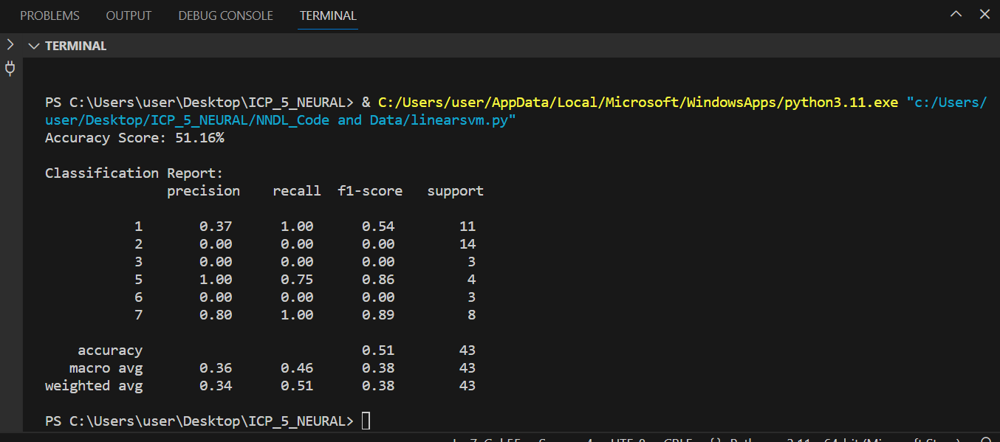 PROBLEMS OUTPUT DEBUG CONSOLE TERMINAL
TERMINAL
PS C:\Users\user\Desktop\ICP_5_NEURAL> & C:/Users/user/AppData/Local/Microsoft/WindowsApps/python3.11.exe "c:/Users/
user/Desktop/ICP_5_NEURAL/NNDL_Code and Data/linearsvm.py"
Accuracy Score: 51.16%
Classification Report:
precision recall f1-score support
1 0.37 1.00 0.54 11
2 0.00 0.00 0.00 14
3 0.00 0.00 0.00 3
5 1.00 0.75 0.86 4
6 0.00 0.00 0.00 3
7 0.80 1.00 0.89 8
accuracy 0.51 43
macro avg 0.36 0.46 0.38 43
weighted avg 0.34 0.51 0.38 43
PS C:\Users\user\Desktop\ICP_5_NEURAL>